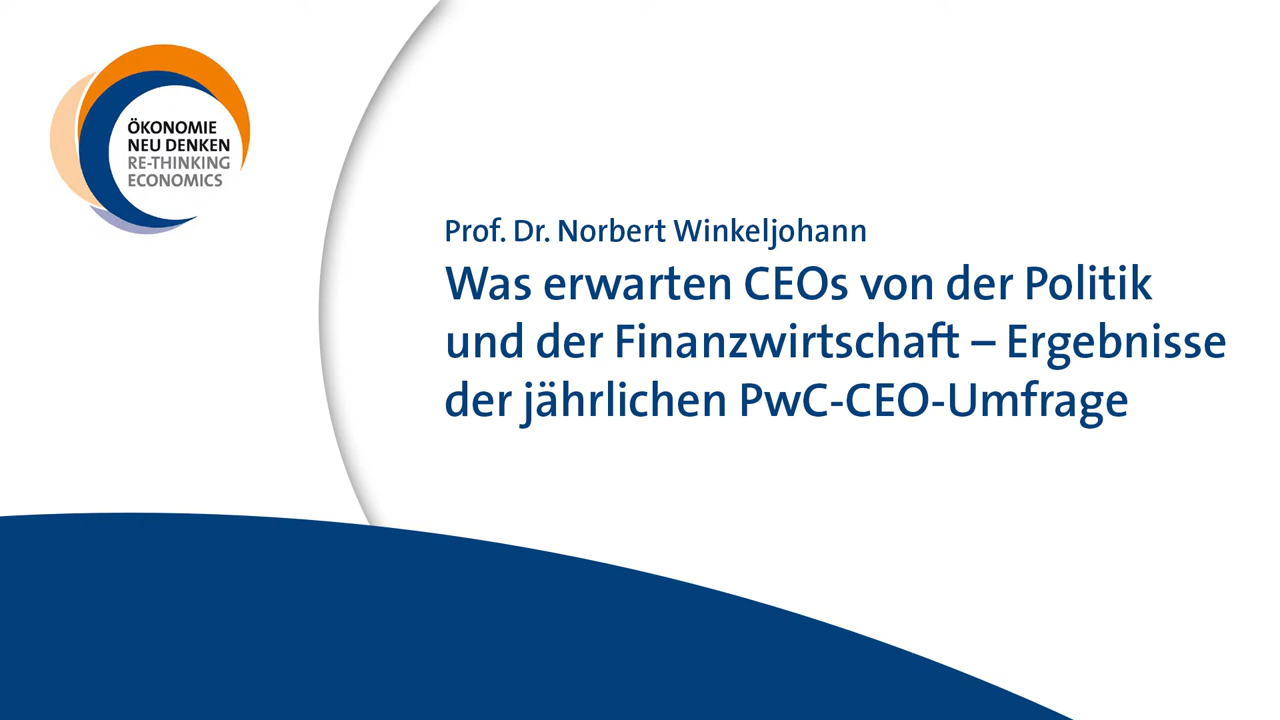 ÖKONOMIE
NEU DENKEN
RE-THINKING
ECONOMICS
Prof. Dr. Norbert Winkeljohann
Was erwarten CEOs von der Politik
und der Finanzwirtschaft – Ergebnisse
der jährlichen PwC-CEO-Umfrage